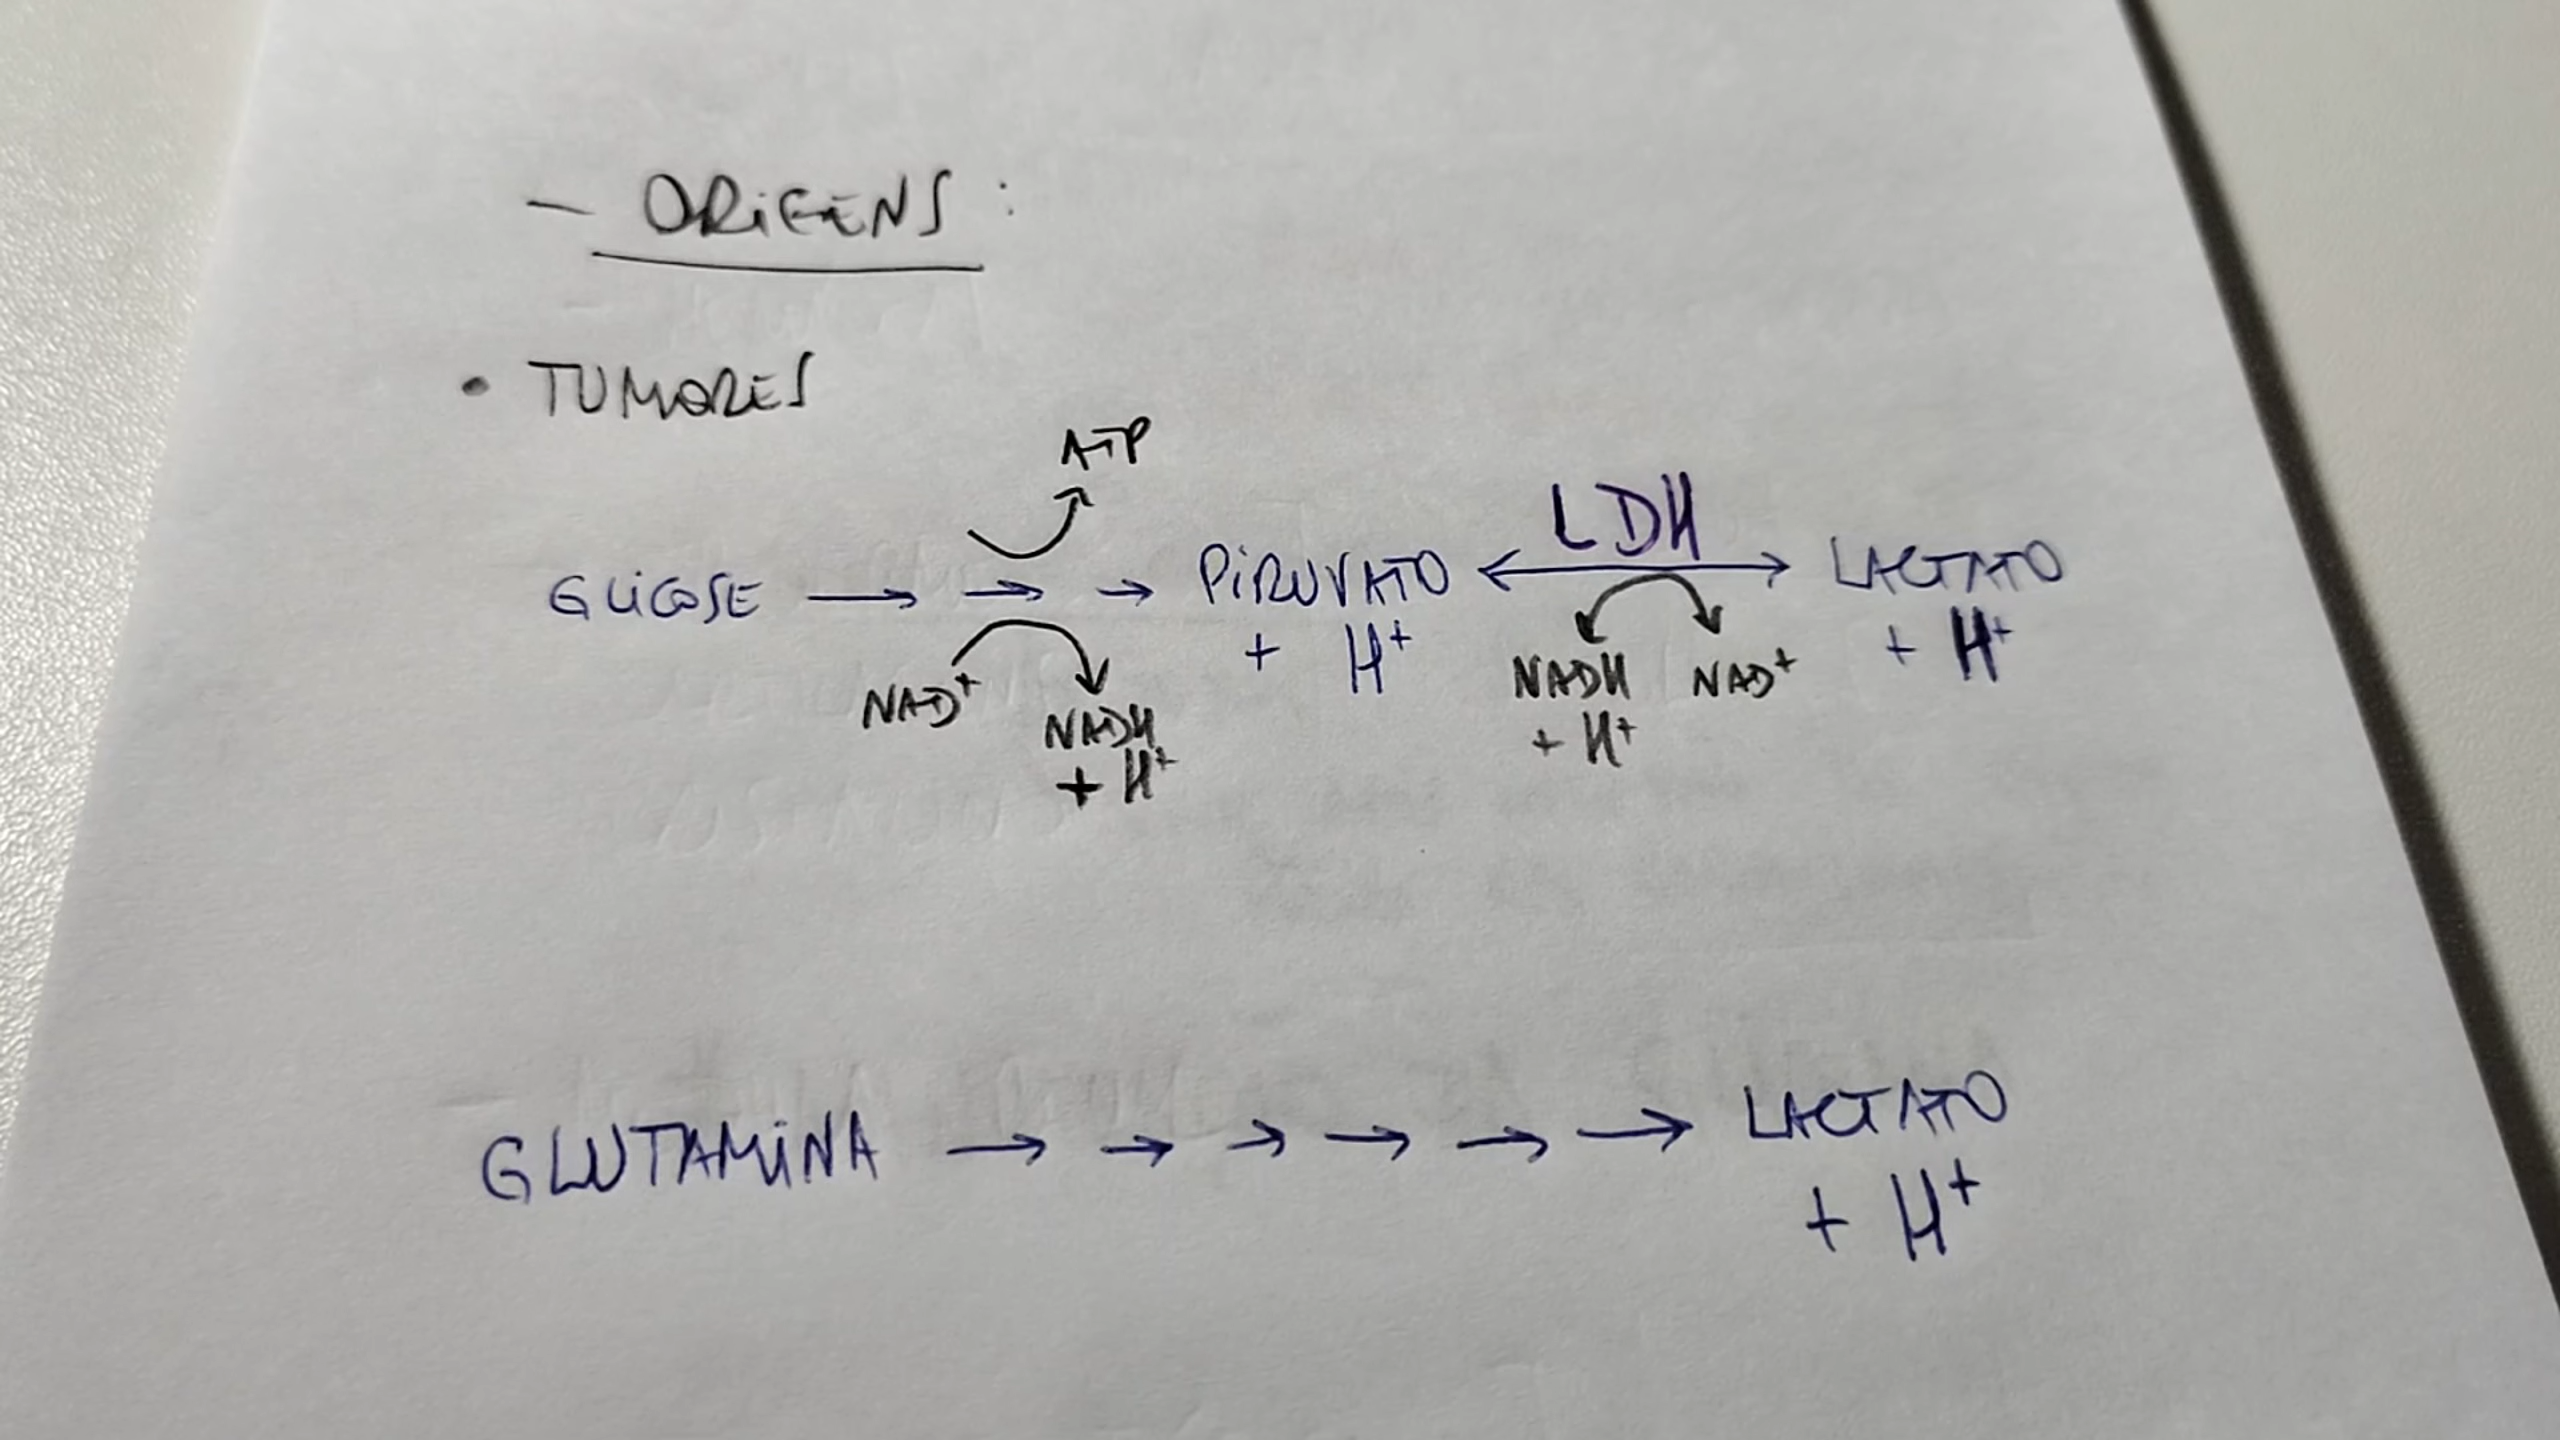 - ORIGENS:
• TUMORES
ATP
GLICOSE → → → PIRUVATO ⟷ LDH LACTATO
+ H+ + H+
NAD+ NADH + H+
NADH + H+ NAD+
GLUTAMINA → → → → → → LACTATO
+ H+